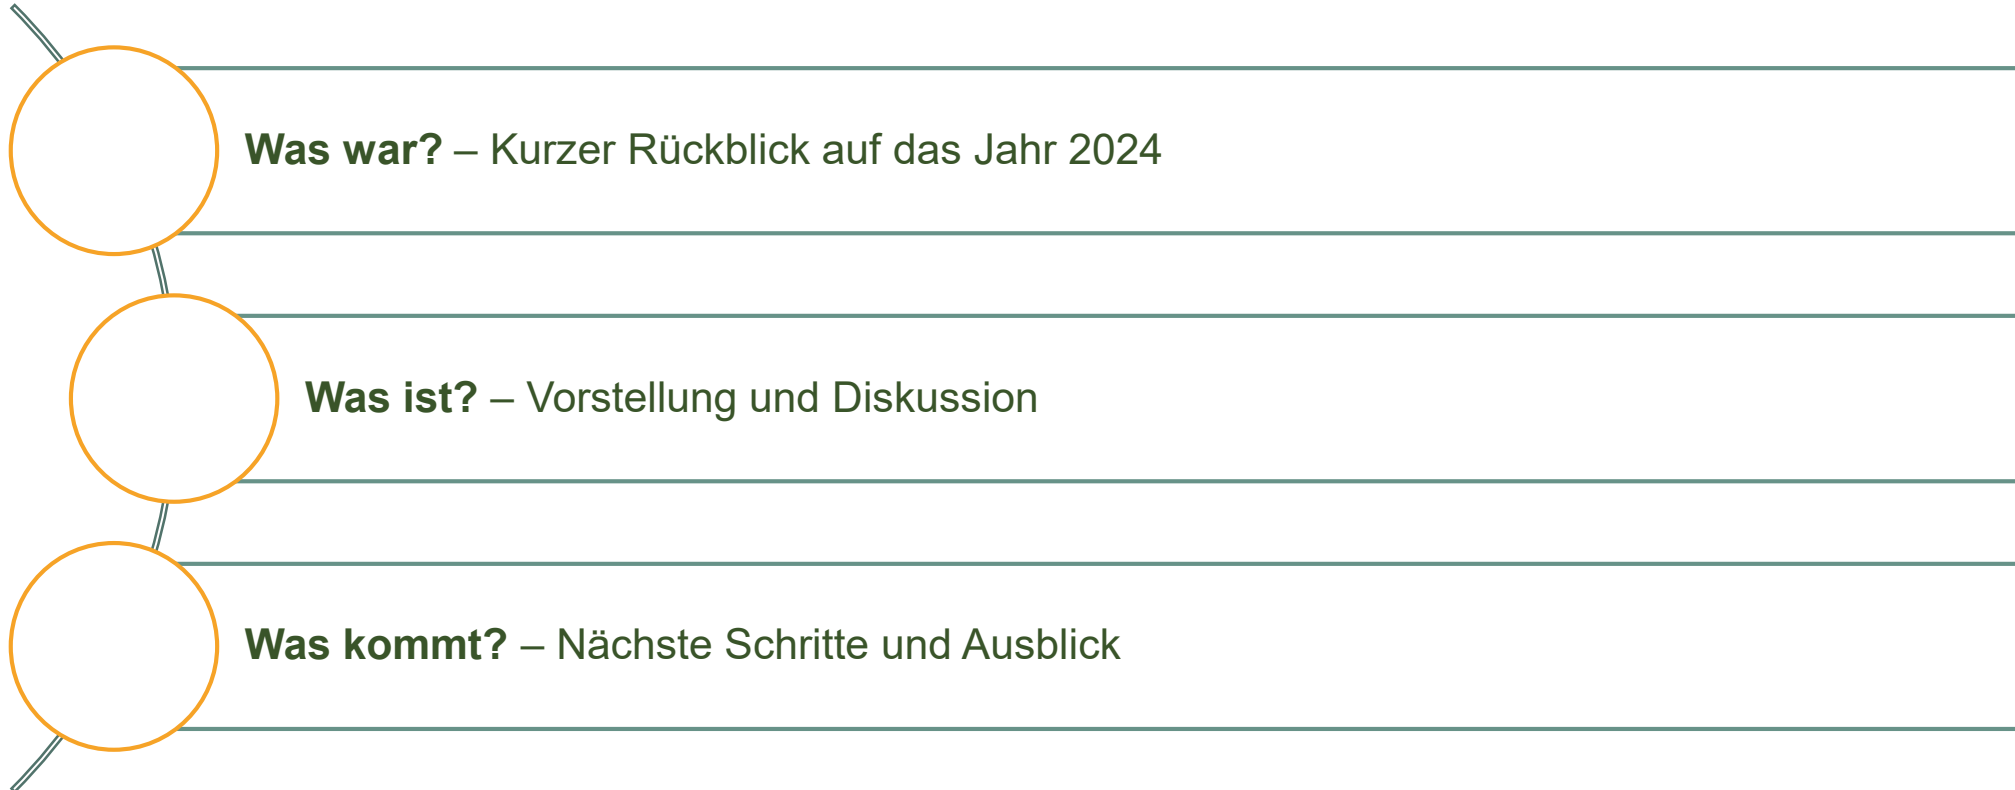 Was war? – Kurzer Rückblick auf das Jahr 2024
Was ist? – Vorstellung und Diskussion
Was kommt? – Nächste Schritte und Ausblick